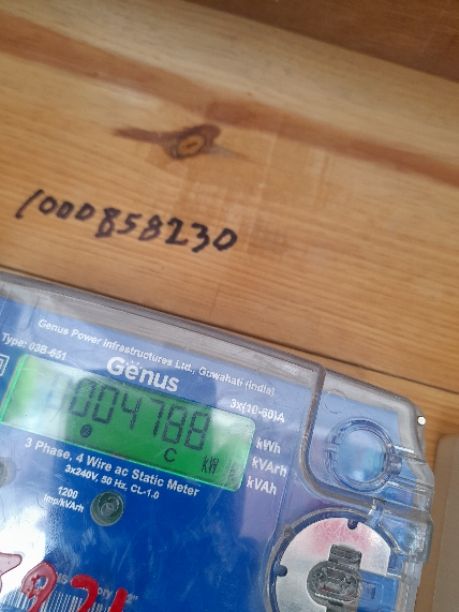 1000858230
Genus Power Infrastructures Ltd., Guwahati (India)
Type: 03B-651
Genus
3x(10-60)A
004788
C kW
kWh
kVArh
kVAh
3 Phase, 4 Wire ac Static Meter
3x240V, 50 Hz, CL-1.0
1200
imp/kVArh